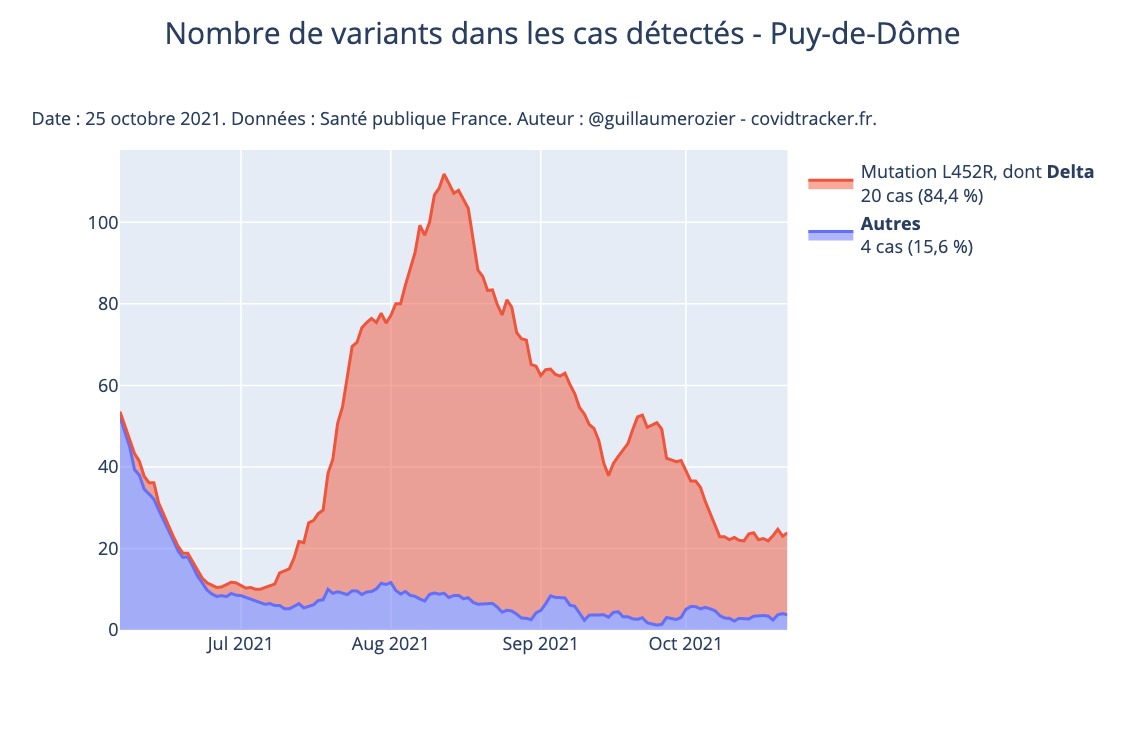 Nombre de variants dans les cas détectés - Puy-de-Dôme
Date : 25 octobre 2021. Données : Santé publique France. Auteur : @guillaumerozier - covidtracker.fr.
Mutation L452R, dont Delta
20 cas (84,4 %)
Autres
4 cas (15,6 %)
100
80
60
40
20
0
Jul 2021
Aug 2021
Sep 2021
Oct 2021